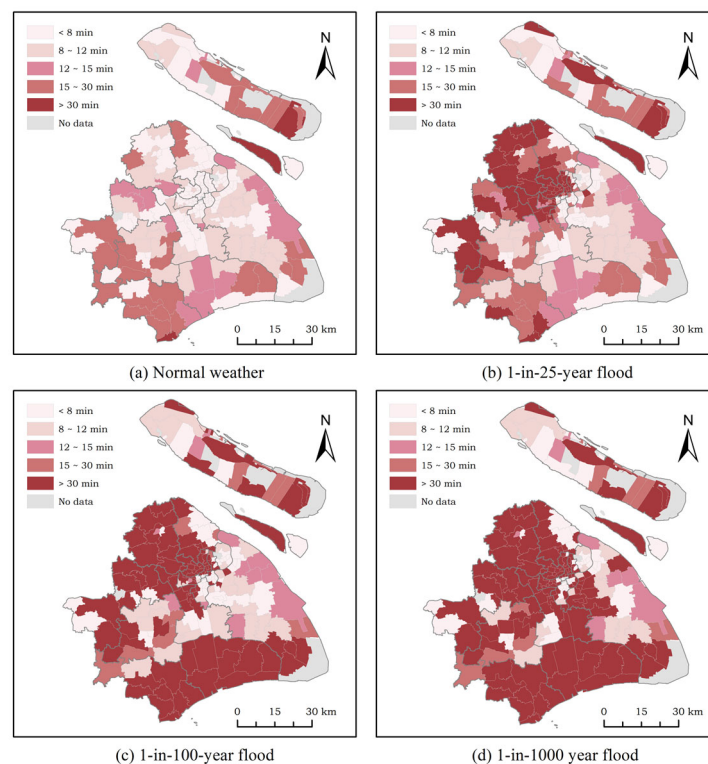 < 8 min
8 ~ 12 min
12 ~ 15 min
15 ~ 30 min
> 30 min
No data
N
0 15 30 km
(a) Normal weather
< 8 min
8 ~ 12 min
12 ~ 15 min
15 ~ 30 min
> 30 min
No data
N
0 15 30 km
(b) 1-in-25-year flood
< 8 min
8 ~ 12 min
12 ~ 15 min
15 ~ 30 min
> 30 min
No data
N
0 15 30 km
(c) 1-in-100-year flood
< 8 min
8 ~ 12 min
12 ~ 15 min
15 ~ 30 min
> 30 min
No data
N
0 15 30 km
(d) 1-in-1000 year flood